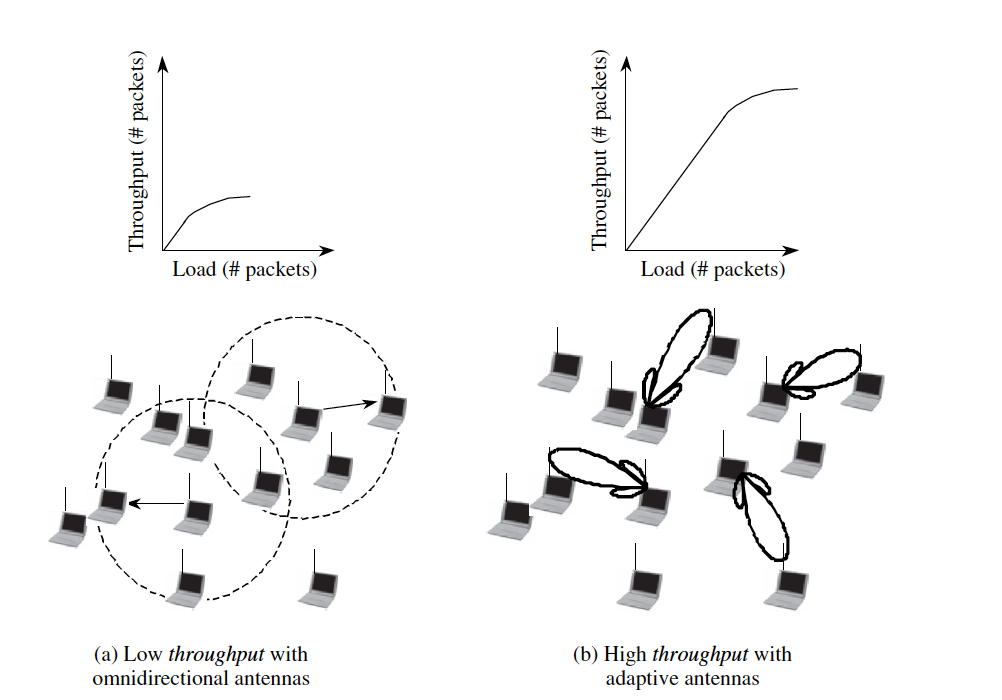 Throughput (# packets)
Load (# packets)
Throughput (# packets)
Load (# packets)
(a) Low throughput with
omnidirectional antennas
(b) High throughput with
adaptive antennas